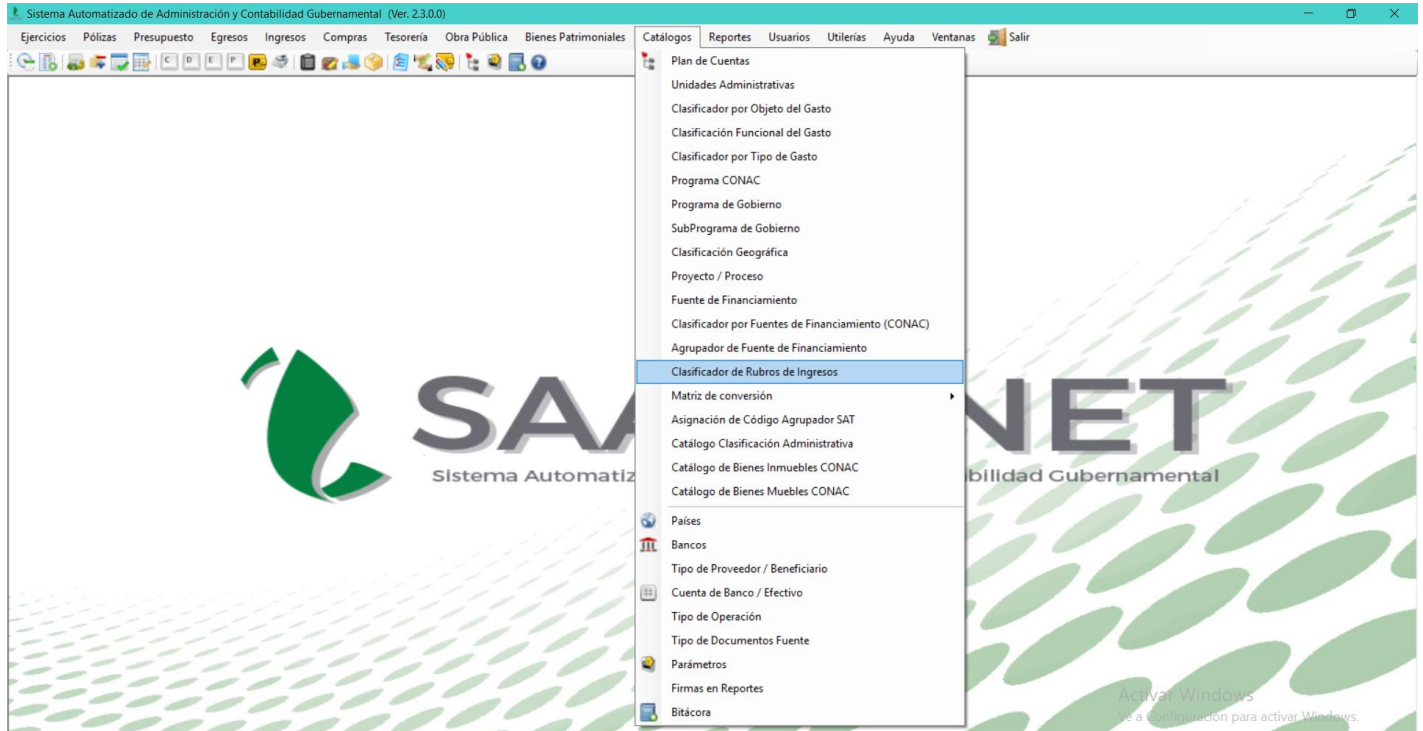 Sistema Automatizado de Administración y Contabilidad Gubernamental (Ver. 2.3.0.0)
Ejercicios Pólizas Presupuesto Egresos Ingresos Compras Tesorería Obra Pública Bienes Patrimoniales Catálogos Reportes Usuarios Utilerías Ayuda Ventanas Salir
C D E P
Plan de Cuentas
Unidades Administrativas
Clasificador por Objeto del Gasto
Clasificación Funcional del Gasto
Clasificador por Tipo de Gasto
Programa CONAC
Programa de Gobierno
SubPrograma de Gobierno
Clasificación Geográfica
Proyecto / Proceso
Fuente de Financiamiento
Clasificador por Fuentes de Financiamiento (CONAC)
Agrupador de Fuente de Financiamiento
Clasificador de Rubros de Ingresos
Matriz de conversión
Asignación de Código Agrupador SAT
Catálogo Clasificación Administrativa
Catálogo de Bienes Inmuebles CONAC
Catálogo de Bienes Muebles CONAC
Países
Bancos
Tipo de Proveedor / Beneficiario
Cuenta de Banco / Efectivo
Tipo de Operación
Tipo de Documentos Fuente
Parámetros
Firmas en Reportes
Bitácora
SAA NET
Sistema Automatiz bilidad Gubernamental
Activar Windows
Ve a Configuración para activar Windows.